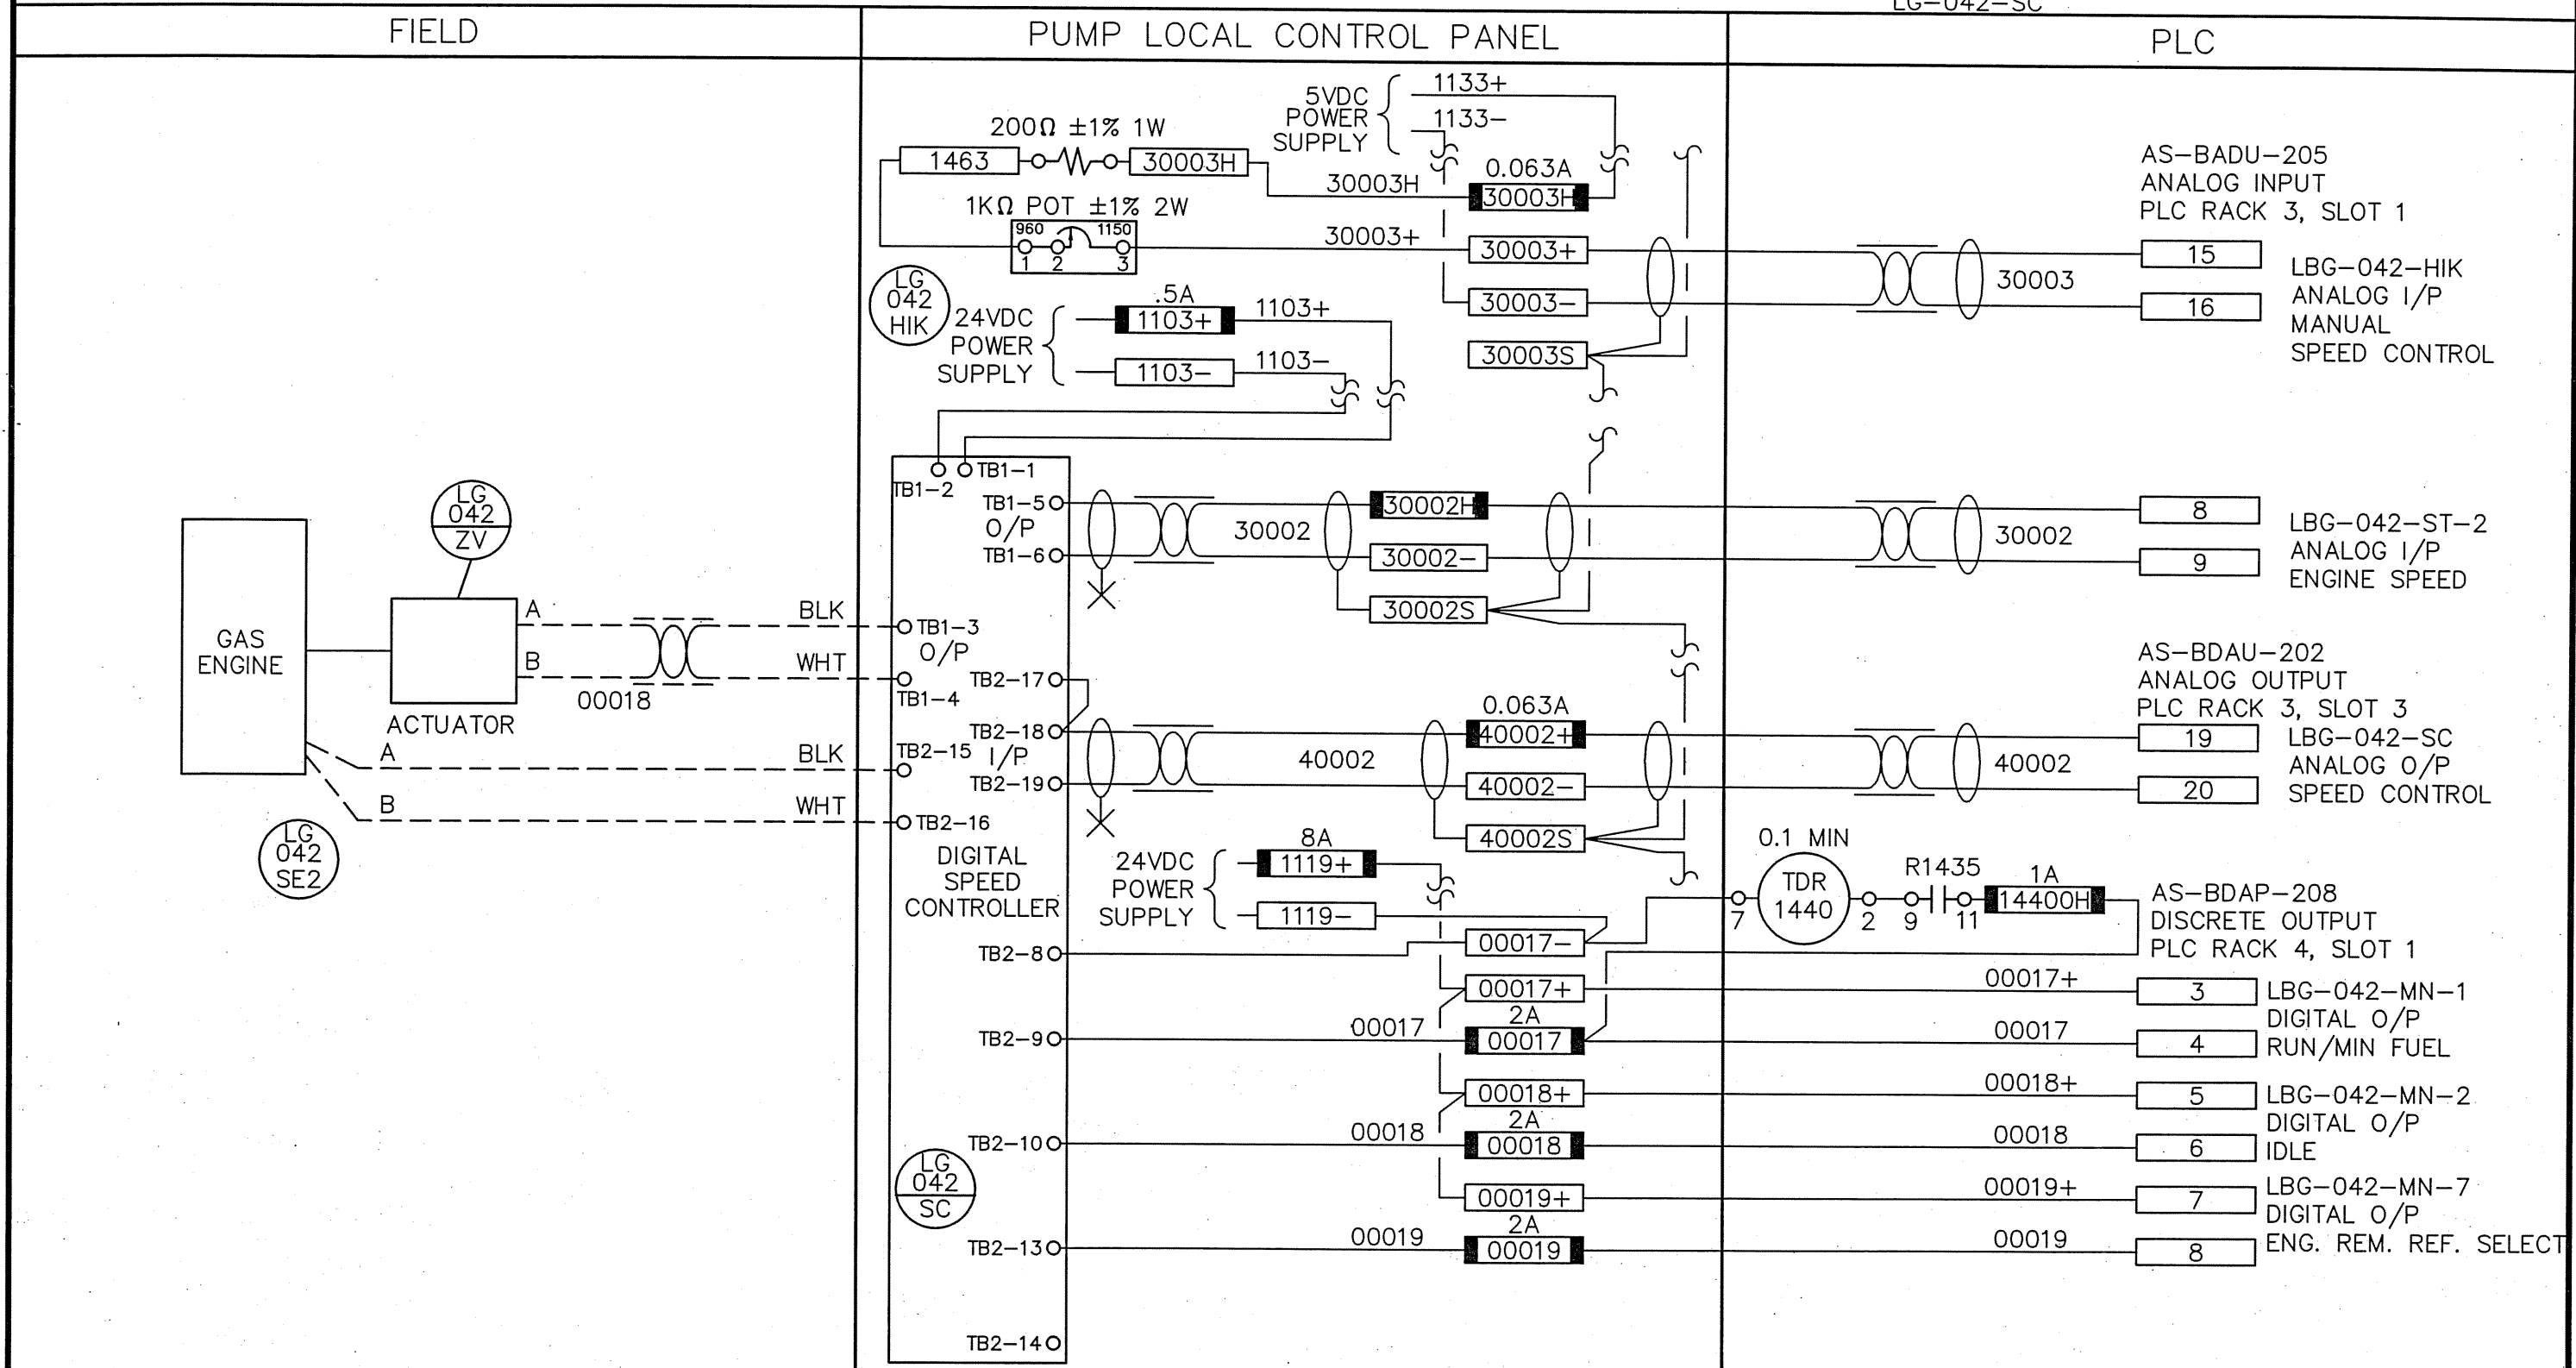 LG-042-SC
FIELD
PUMP LOCAL CONTROL PANEL
PLC
5VDC
POWER
SUPPLY
1133+
1133-
200Ω ±1% 1W
1463
30003H
30003H
0.063A
30003H
1KΩ POT ±1% 2W
960
1150
1
2
3
30003+
30003+
30003-
30003S
30003
LG
042
HIK
24VDC
POWER
SUPPLY
.5A
1103+
1103+
1103-
1103-
AS-BADU-205
ANALOG INPUT
PLC RACK 3, SLOT 1
15
16
LBG-042-HIK
ANALOG I/P
MANUAL
SPEED CONTROL
TB1-1
TB1-2
TB1-5
O/P
TB1-6
30002
30002H
30002-
30002S
30002
8
9
LBG-042-ST-2
ANALOG I/P
ENGINE SPEED
LG
042
ZV
GAS
ENGINE
ACTUATOR
A
BLK
B
WHT
00018
TB1-3
O/P
TB1-4
TB2-17
TB2-18
I/P
TB2-19
TB2-15
TB2-16
A
BLK
B
WHT
LG
042
SE2
40002
0.063A
40002+
40002-
40002S
40002
AS-BDAU-202
ANALOG OUTPUT
PLC RACK 3, SLOT 3
19
20
LBG-042-SC
ANALOG O/P
SPEED CONTROL
DIGITAL
SPEED
CONTROLLER
24VDC
POWER
SUPPLY
8A
1119+
1119-
0.1 MIN
TDR
1440
7
2
R1435
9
11
1A
14400H
AS-BDAP-208
DISCRETE OUTPUT
PLC RACK 4, SLOT 1
TB2-8
00017-
00017+
00017+
3
LBG-042-MN-1
DIGITAL O/P
RUN/MIN FUEL
TB2-9
00017
2A
00017
00017
4
00018+
00018+
5
LBG-042-MN-2
DIGITAL O/P
IDLE
TB2-10
00018
2A
00018
00018
6
LG
042
SC
00019+
00019+
7
LBG-042-MN-7
DIGITAL O/P
ENG. REM. REF. SELECT
TB2-13
00019
2A
00019
00019
8
TB2-14